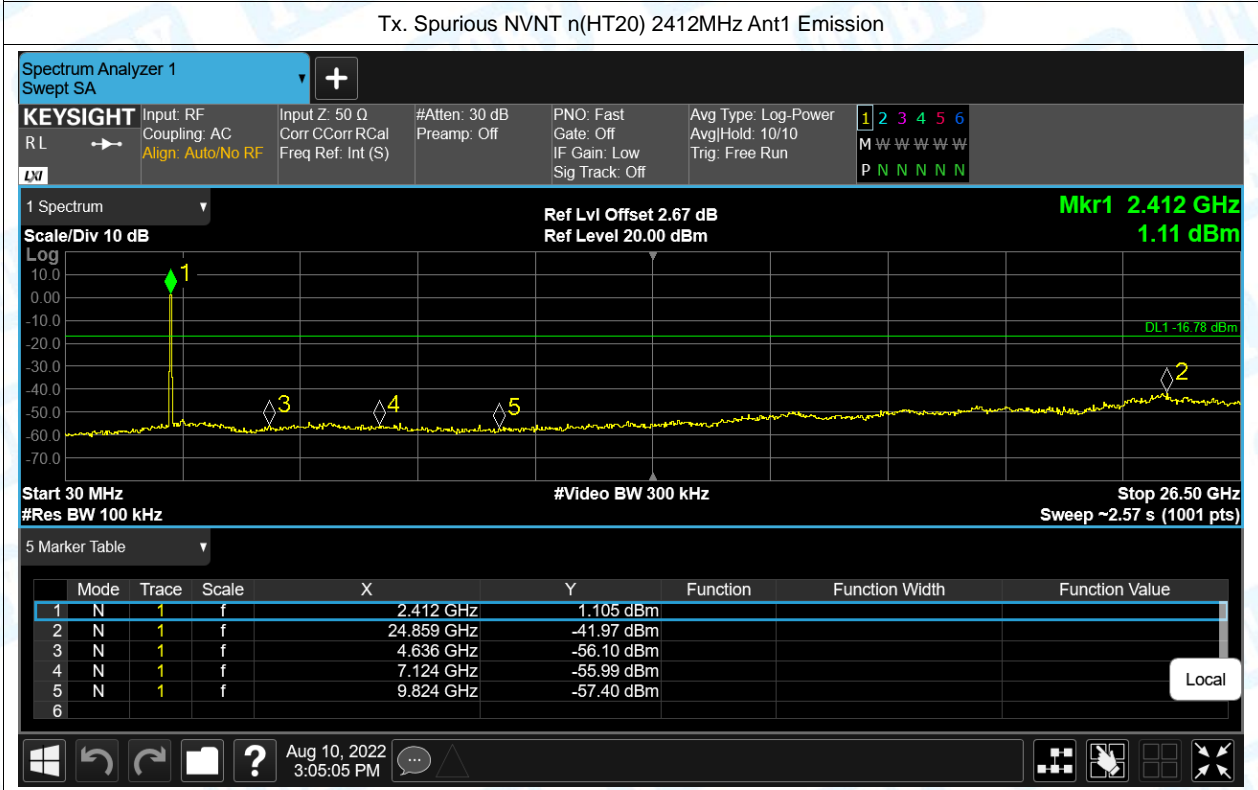 Tx. Spurious NVNT n(HT20) 2412MHz Ant1 Emission
Spectrum Analyzer 1
Swept SA
KEYSIGHT
R L
LXI
Input: RF
Coupling: AC
Align: Auto/No RF
Input Z: 50 Ω
Corr CCorr RCal
Freq Ref: Int (S)
#Atten: 30 dB
Preamp: Off
PNO: Fast
Gate: Off
IF Gain: Low
Sig Track: Off
Avg Type: Log-Power
Avg|Hold: 10/10
Trig: Free Run
1 2 3 4 5 6
M W W W W W
P N N N N N
1 Spectrum
Scale/Div 10 dB
Ref Lvl Offset 2.67 dB
Ref Level 20.00 dBm
Mkr1 2.412 GHz
1.11 dBm
Log
10.0
0.00
-10.0
-20.0
-30.0
-40.0
-50.0
-60.0
-70.0
1
DL1 -16.78 dBm
2
3
4
5
Start 30 MHz
#Res BW 100 kHz
#Video BW 300 kHz
Stop 26.50 GHz
Sweep ~2.57 s (1001 pts)
5 Marker Table
Mode Trace Scale X Y Function Function Width Function Value
1 N 1 f 2.412 GHz 1.105 dBm
2 N 1 f 24.859 GHz -41.97 dBm
3 N 1 f 4.636 GHz -56.10 dBm
4 N 1 f 7.124 GHz -55.99 dBm
5 N 1 f 9.824 GHz -57.40 dBm
6
Local
?
Aug 10, 2022
3:05:05 PM